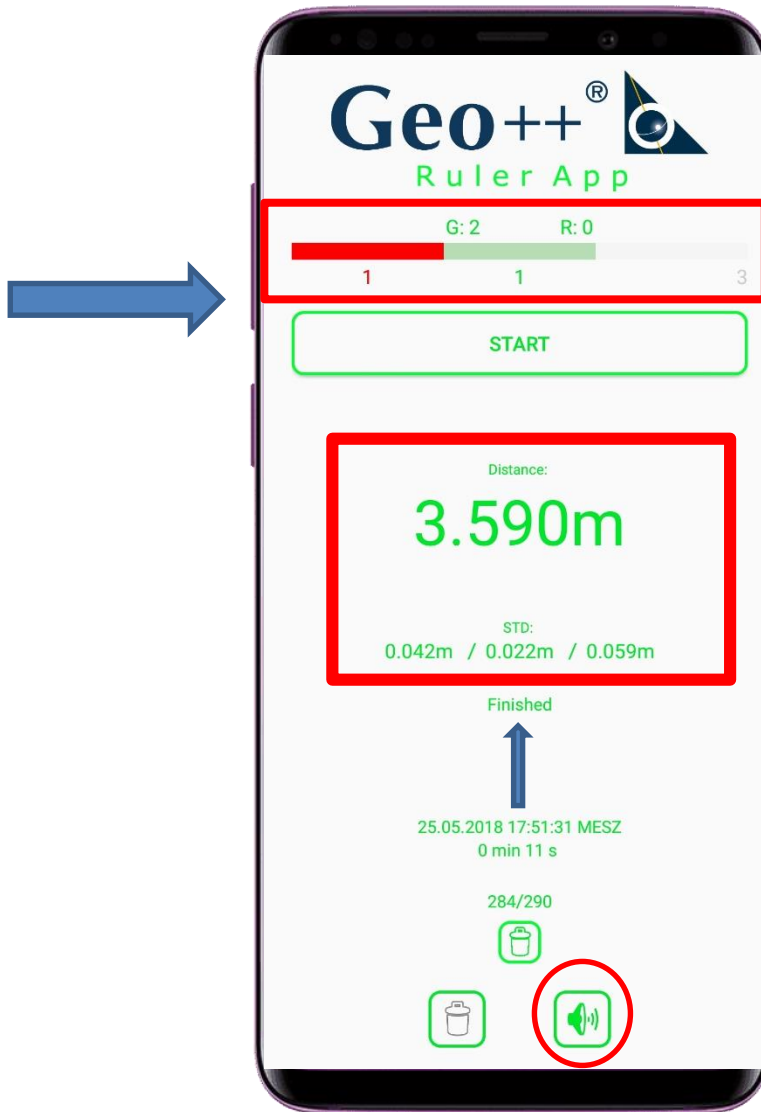 Geo++®
Ruler App
G: 2 R: 0
1 1 3
START
Distance:
3.590m
STD:
0.042m / 0.022m / 0.059m
Finished
25.05.2018 17:51:31 MESZ
0 min 11 s
284/290